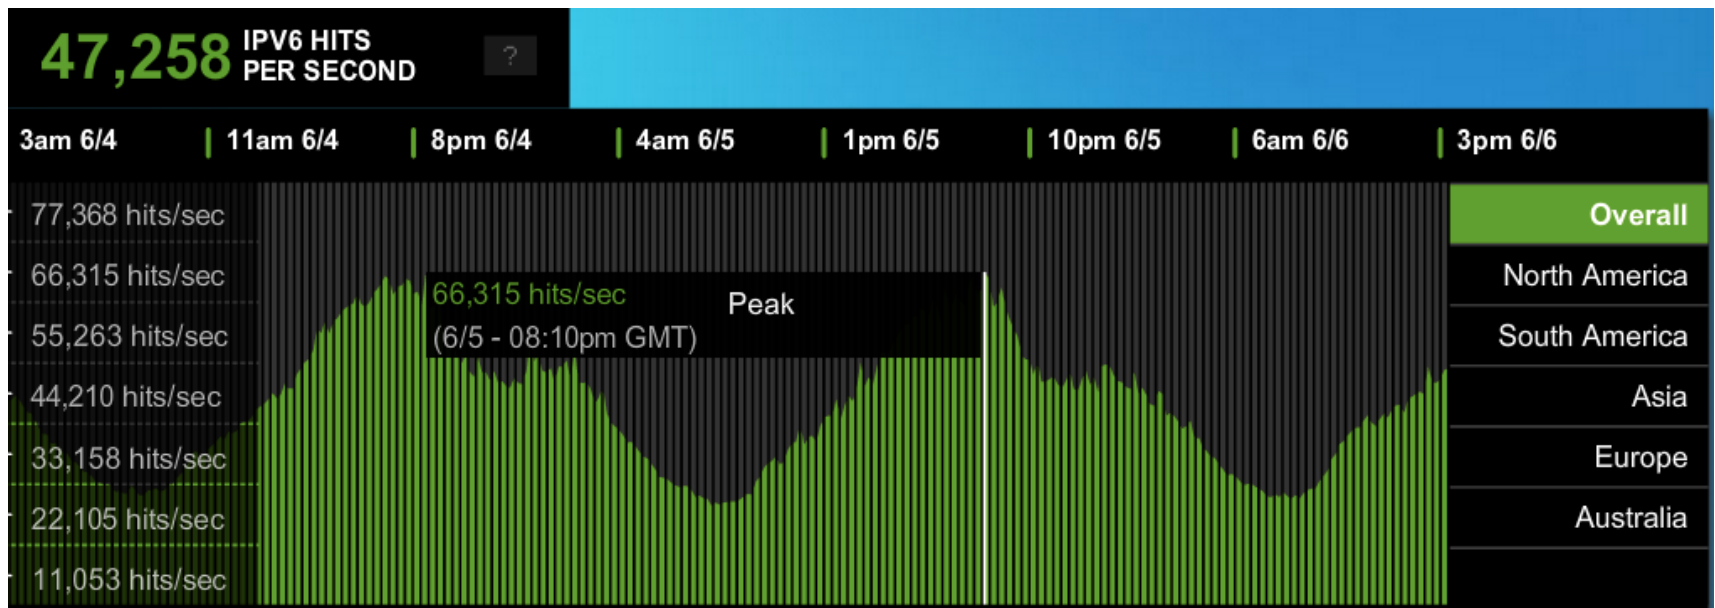 47,258 IPV6 HITS
PER SECOND
?
3am 6/4 11am 6/4 8pm 6/4 4am 6/5 1pm 6/5 10pm 6/5 6am 6/6 3pm 6/6
77,368 hits/sec
66,315 hits/sec
55,263 hits/sec
44,210 hits/sec
33,158 hits/sec
22,105 hits/sec
11,053 hits/sec
66,315 hits/sec Peak
(6/5 - 08:10pm GMT)
Overall
North America
South America
Asia
Europe
Australia